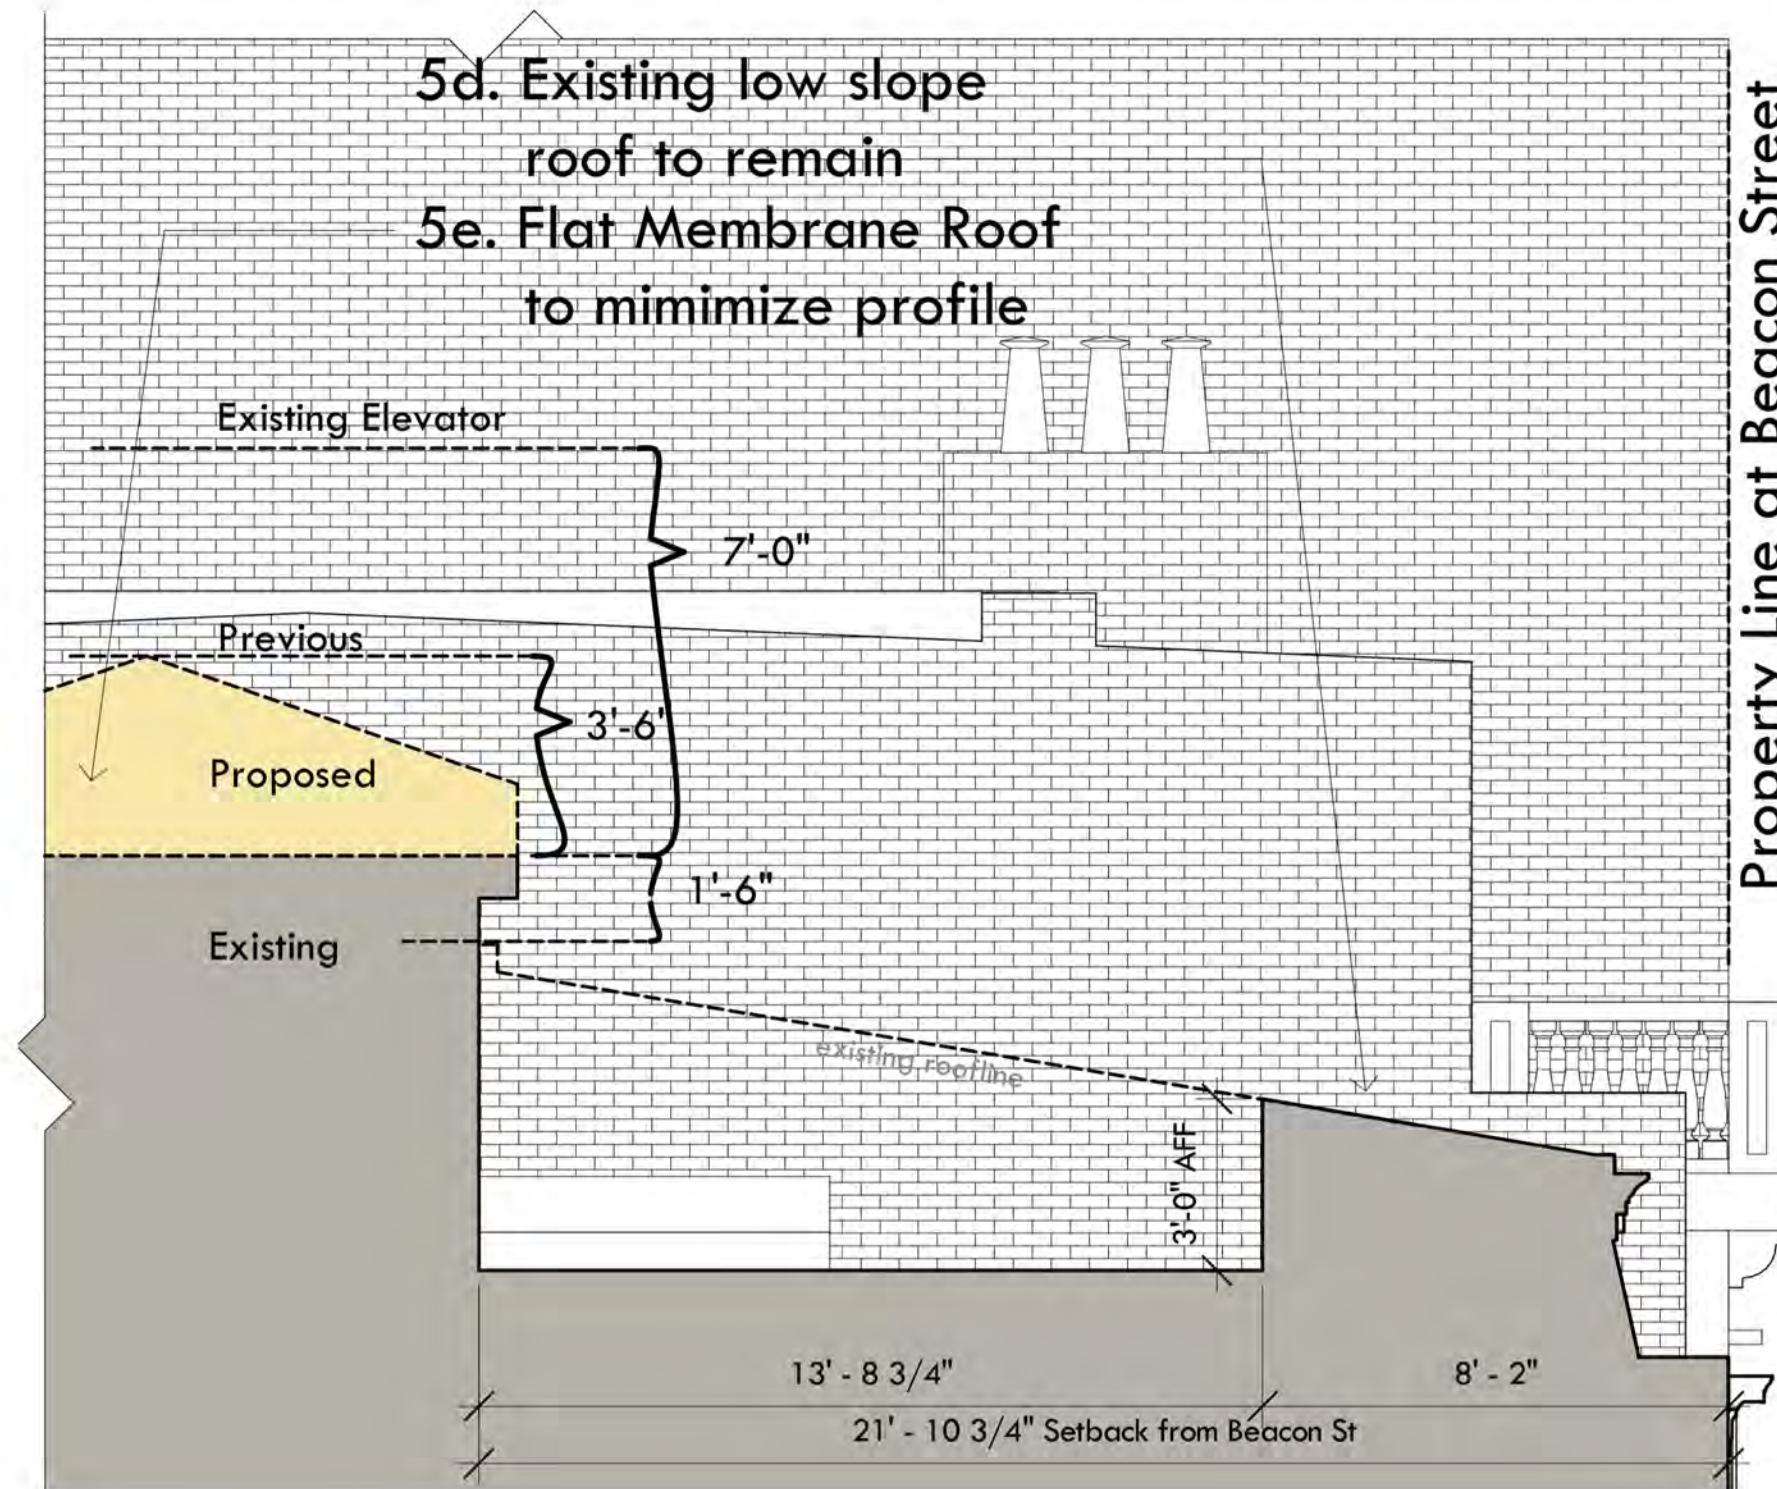 5d. Existing low slope
roof to remain
5e. Flat Membrane Roof
to mimimize profile
Existing Elevator
7'-0"
Previous
3'-6'
Proposed
1'-6"
Existing
existing roofline
3'-0" AFF
13' - 8 3/4"
8' - 2"
21' - 10 3/4" Setback from Beacon St
Property Line at Beacon Street